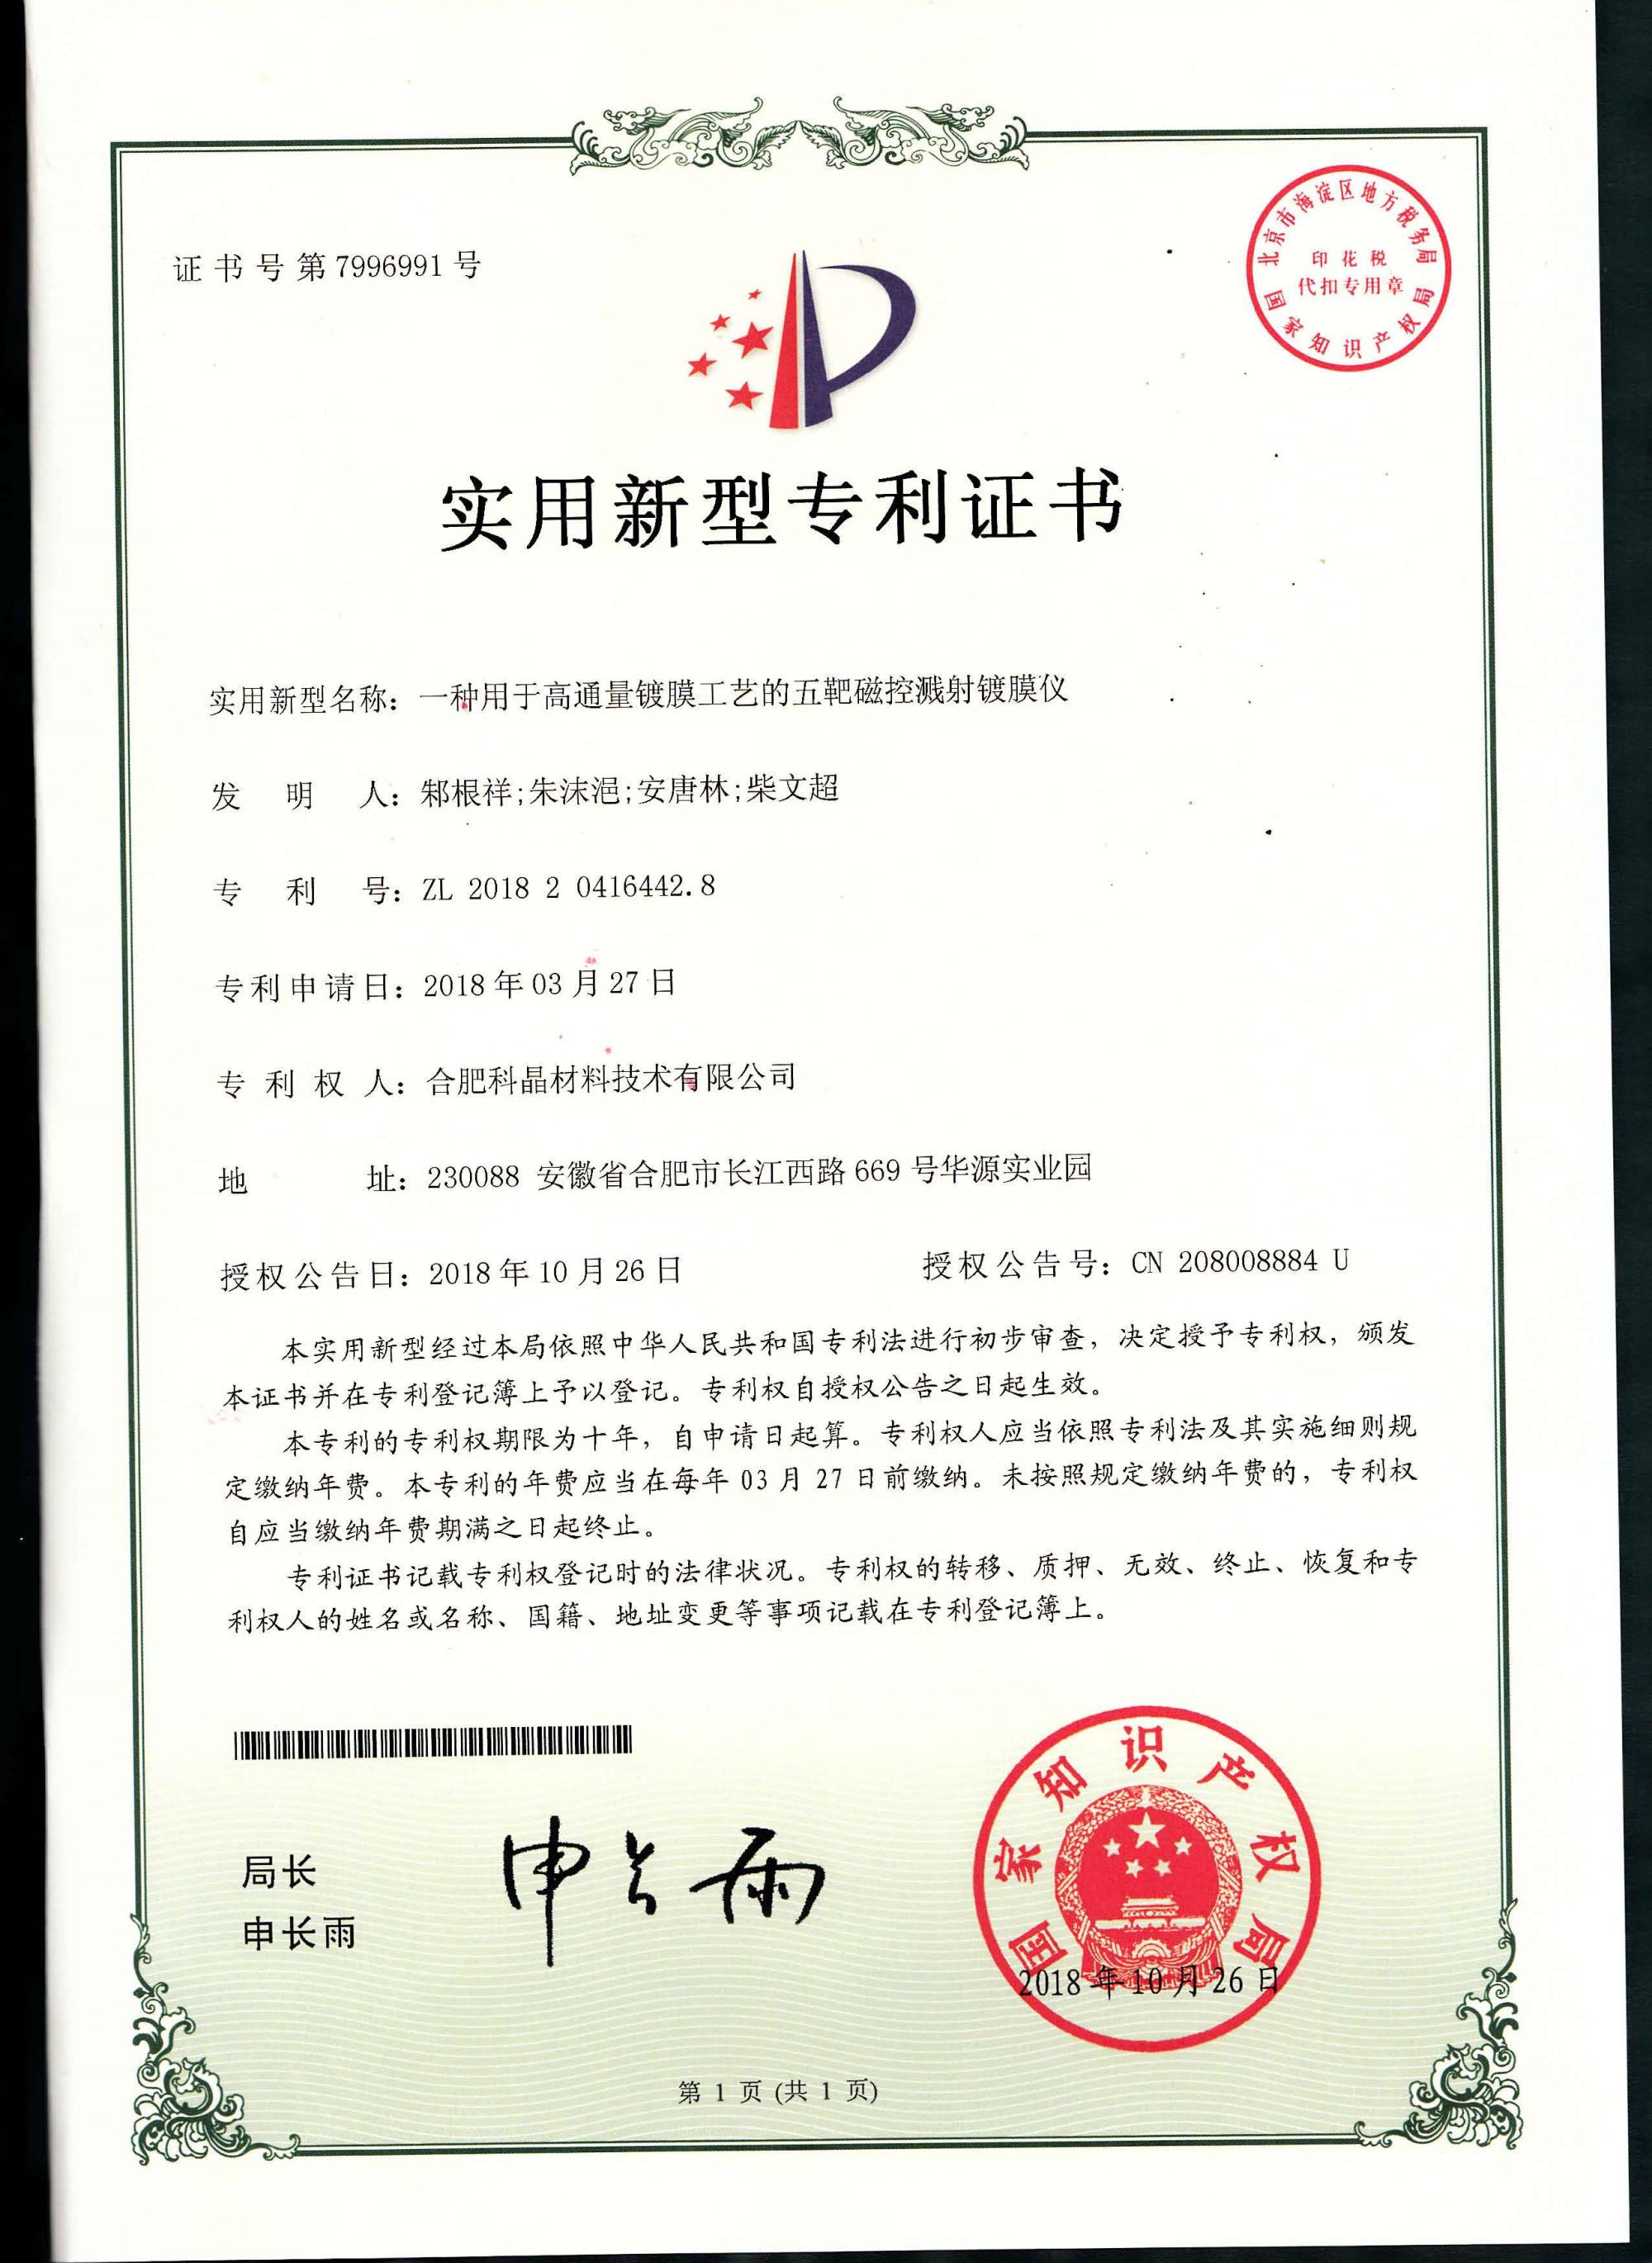 证书号第7996991号
北京市海淀区地方税务局
印花税
代扣专用章
国家知识产权局
实用新型专利证书
实用新型名称：一种用于高通量镀膜工艺的五靶磁控溅射镀膜仪
发明人：郏根祥;朱沫浥;安唐林;柴文超
专利号：ZL 2018 2 0416442.8
专利申请日：2018年03月27日
专利权人：合肥科晶材料技术有限公司
地址：230088 安徽省合肥市长江西路669号华源实业园
授权公告日：2018年10月26日 授权公告号：CN 208008884 U
本实用新型经过本局依照中华人民共和国专利法进行初步审查，决定授予专利权，颁发
本证书并在专利登记簿上予以登记。专利权自授权公告之日起生效。
本专利的专利权期限为十年，自申请日起算。专利权人应当依照专利法及其实施细则规
定缴纳年费。本专利的年费应当在每年03月27日前缴纳。未按照规定缴纳年费的，专利权
自应当缴纳年费期满之日起终止。
专利证书记载专利权登记时的法律状况。专利权的转移、质押、无效、终止、恢复和专
利权人的姓名或名称、国籍、地址变更等事项记载在专利登记簿上。
局长
申长雨
申长雨
国家知识产权局
2018年10月26日
第1页(共1页)